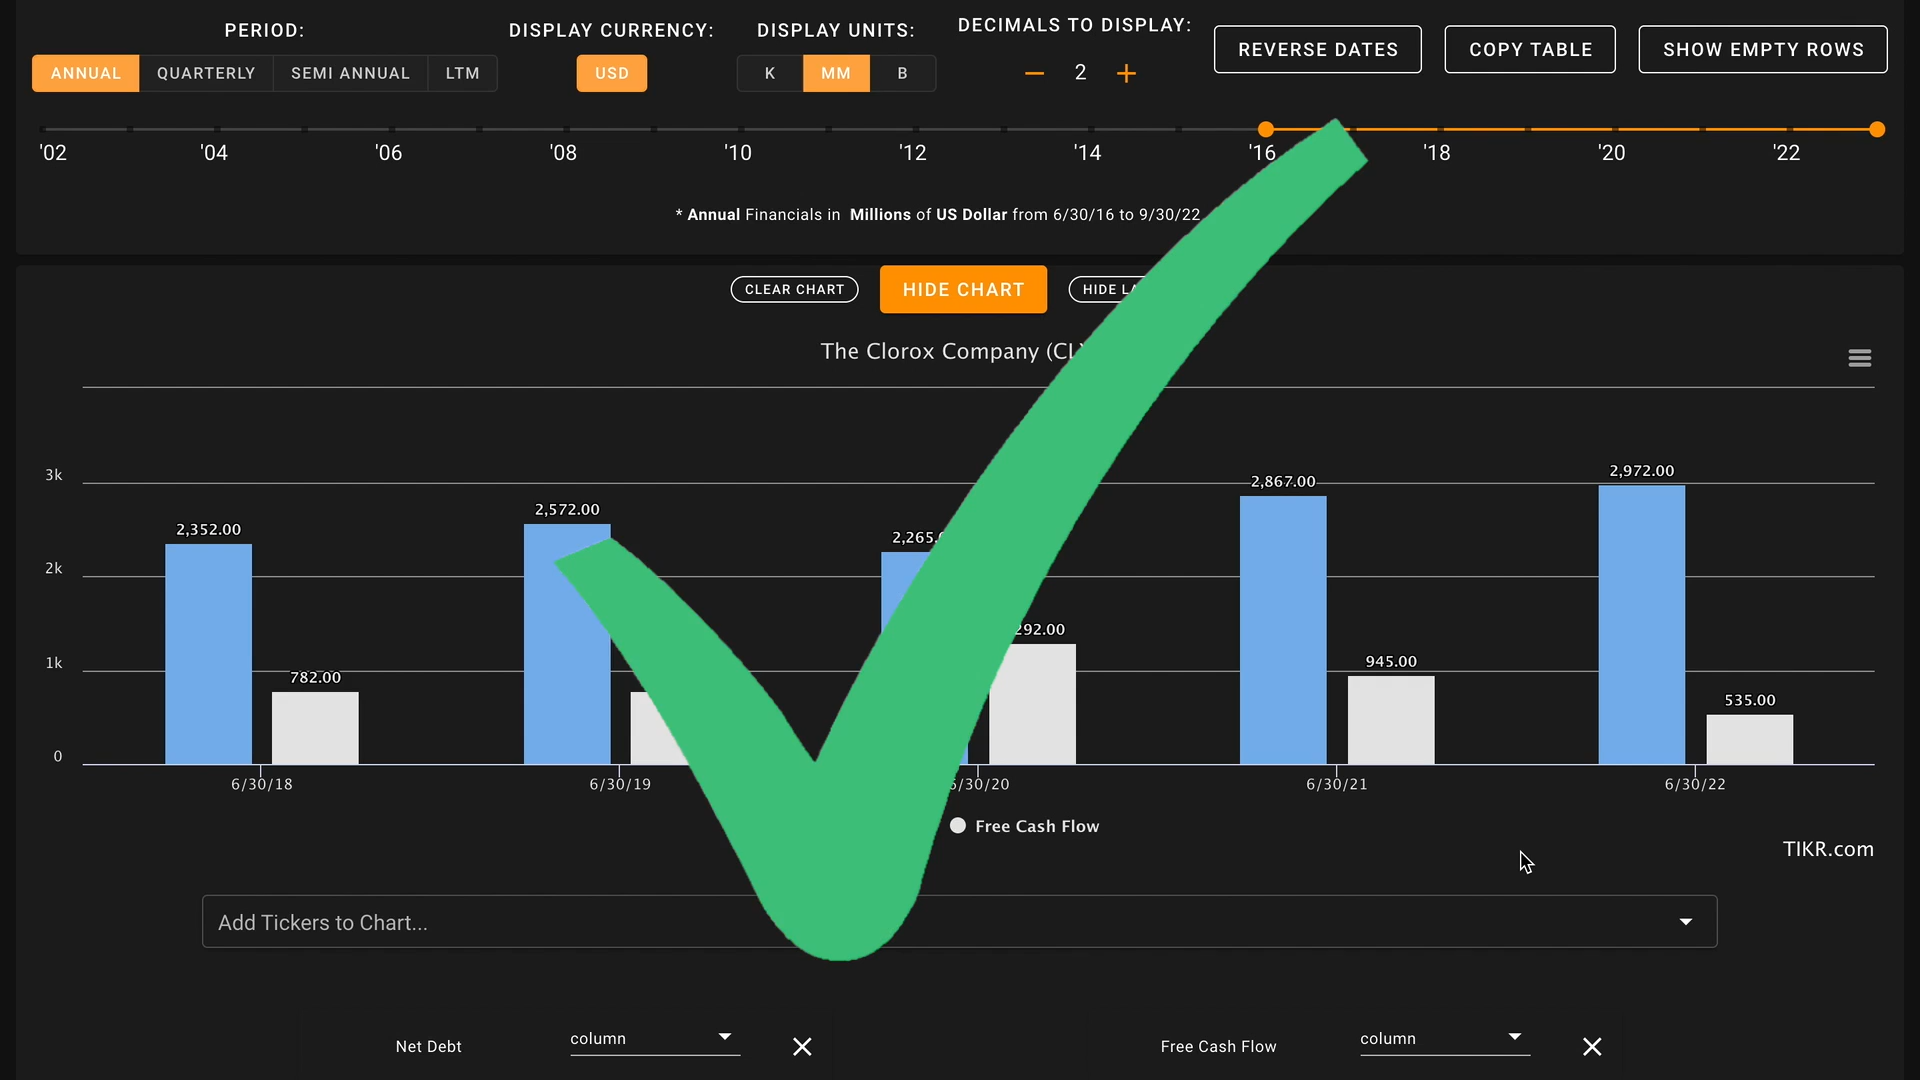 PERIOD:
DISPLAY CURRENCY:
DISPLAY UNITS:
DECIMALS TO DISPLAY:
REVERSE DATES
COPY TABLE
SHOW EMPTY ROWS
ANNUAL
QUARTERLY
SEMI ANNUAL
LTM
USD
K
MM
B
2
'02
'04
'06
'08
'10
'12
'14
'16
'18
'20
'22
* Annual Financials in Millions of US Dollar from 6/30/16 to 9/30/22
CLEAR CHART
HIDE CHART
HIDE
The Clorox Company
3k
2k
1k
0
2,352.00
782.00
2,572.00
2,867.00
945.00
2,972.00
535.00
6/30/18
6/30/19
6/30/21
6/30/22
Free Cash Flow
TIKR.com
Add Tickers to Chart...
Net Debt
column
Free Cash Flow
column